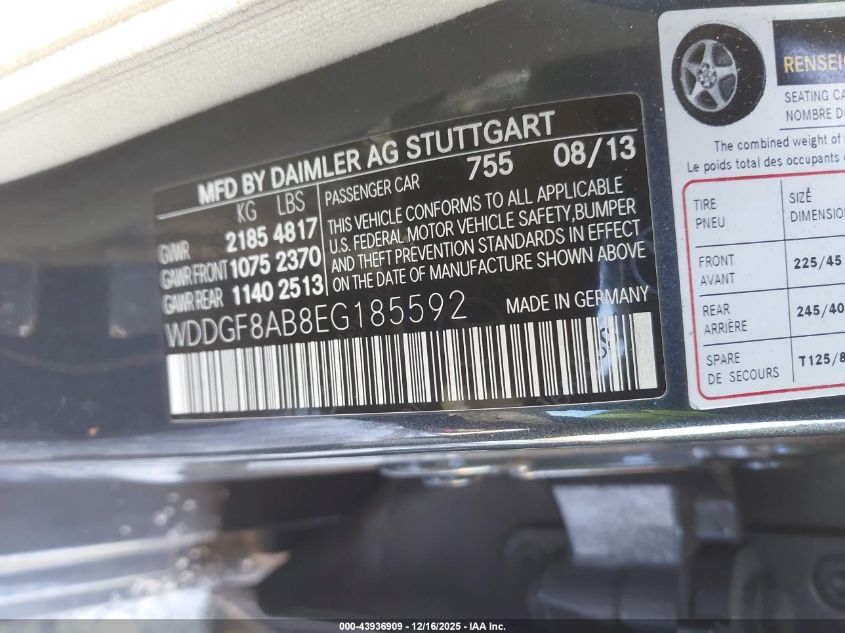 MFD BY DAIMLER AG STUTTGART
KG LBS
GVWR 2185 4817
GAWR FRONT 1075 2370
GAWR REAR 1140 2513
PASSENGER CAR 755 08/13
THIS VEHICLE CONFORMS TO ALL APPLICABLE
U.S. FEDERAL MOTOR VEHICLE SAFETY,BUMPER
AND THEFT PREVENTION STANDARDS IN EFFECT
ON THE DATE OF MANUFACTURE SHOWN ABOVE
WDDGF8AB8EG185592
MADE IN GERMANY
SEATING
NOMBRE
The combined weight of
Le poids total des occupants
TIRE
PNEU
SIZE
FRONT
AVANT
225/45
REAR
ARRIÈRE
245/40
SPARE
DE SECOURS
T125/8
000-43936909 - 12/16/2025 - IAA Inc.